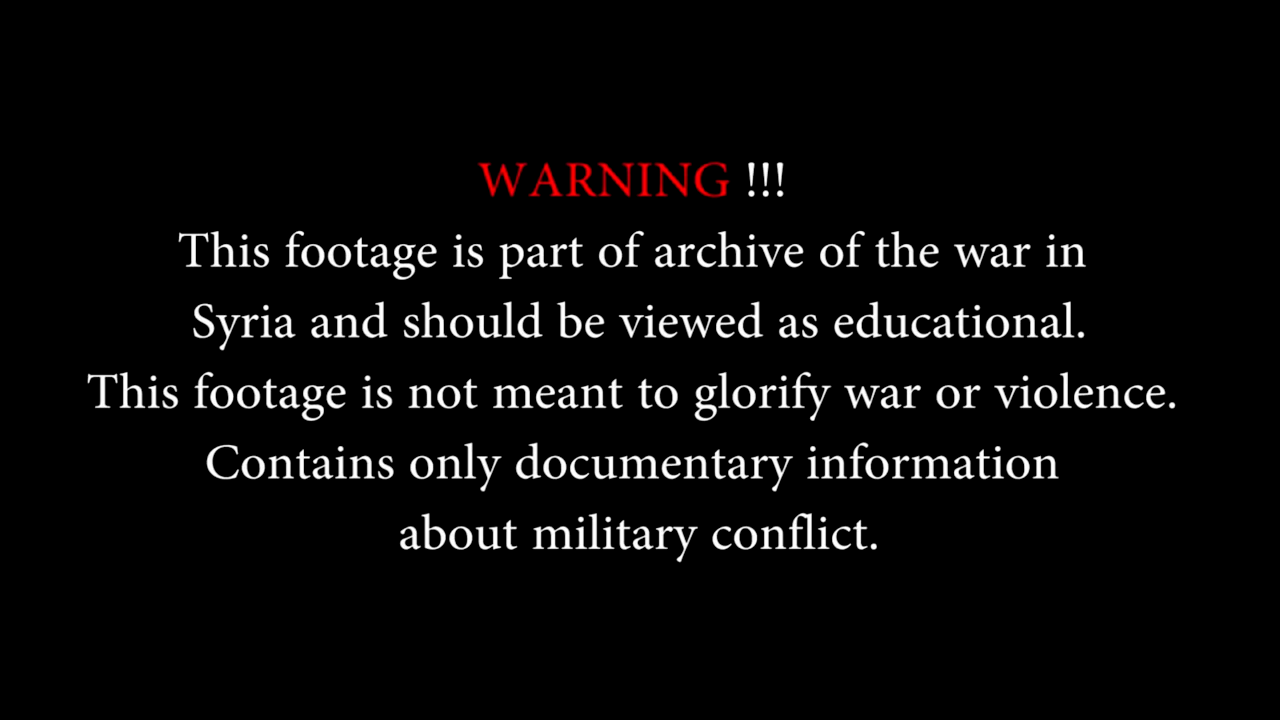 WARNING !!!
This footage is part of archive of the war in
Syria and should be viewed as educational.
This footage is not meant to glorify war or violence.
Contains only documentary information
about military conflict.